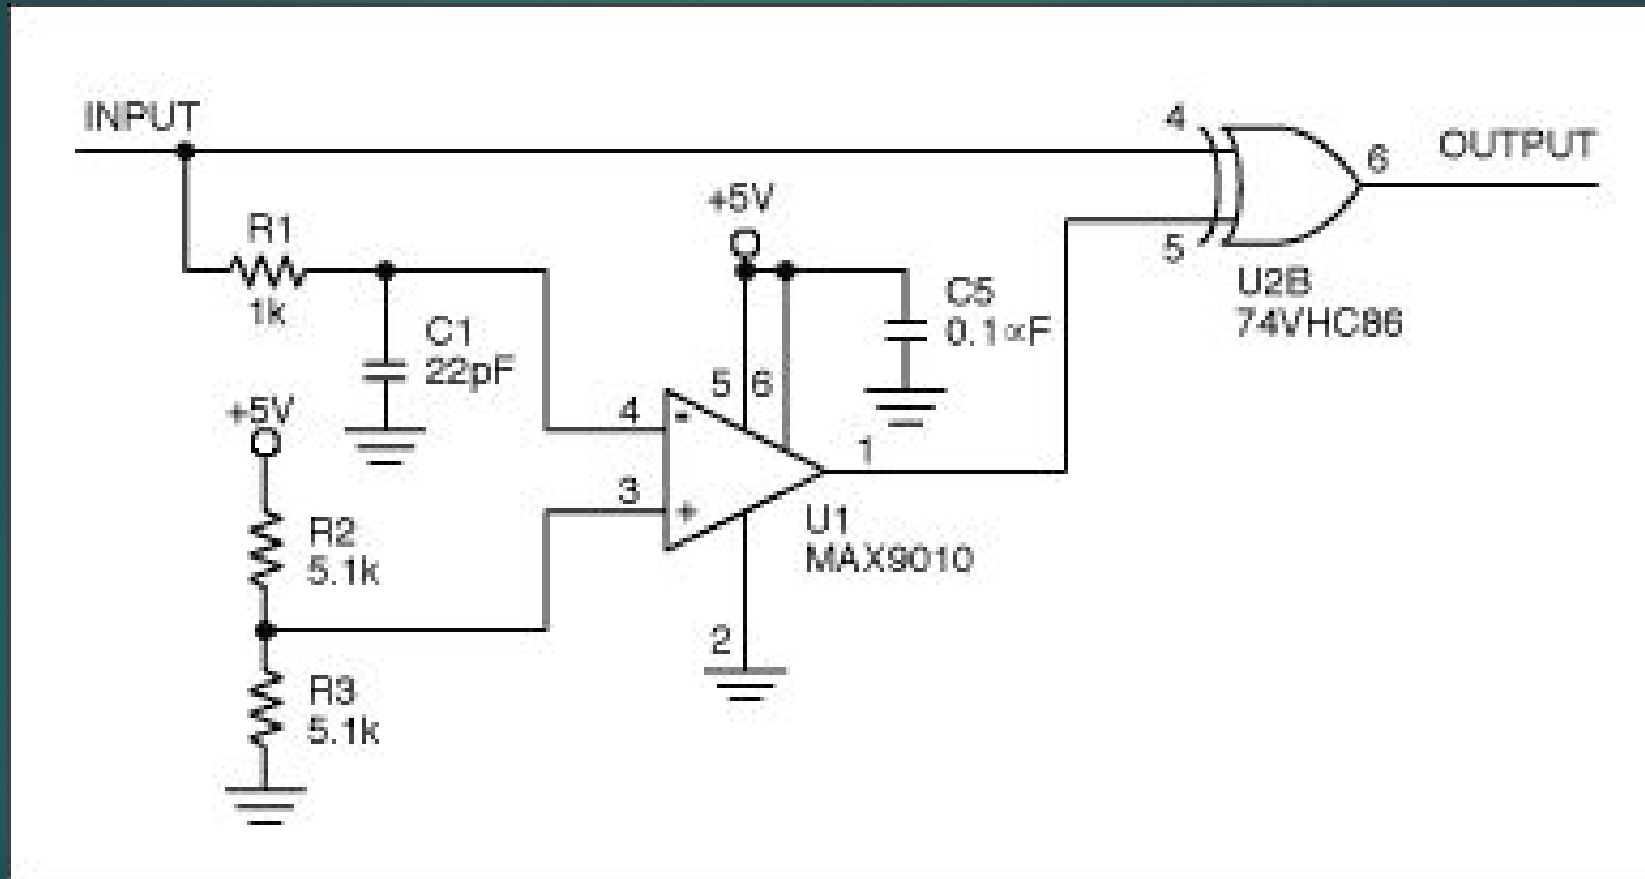 INPUT
4
6
OUTPUT
+5V
5
R1
1k
U2B
74VHC86
C5
0.1∝F
C1
22pF
5 6
+5V
4
-
1
3
+
U1
MAX9010
R2
5.1k
2
R3
5.1k